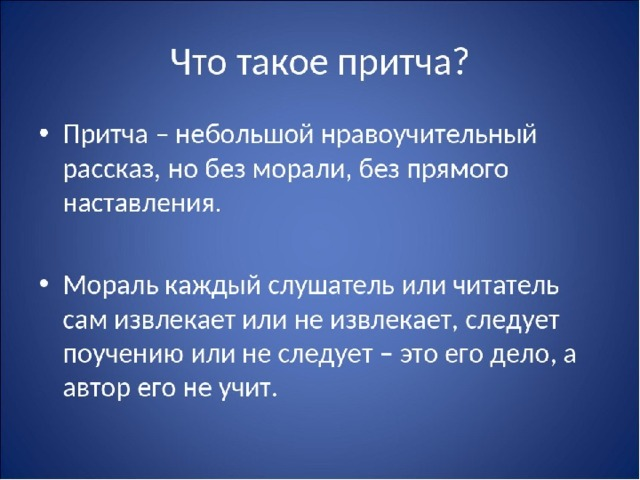 Что такое притча?
• Притча – небольшой нравоучительный
рассказ, но без морали, без прямого
наставления.
• Мораль каждый слушатель или читатель
сам извлекает или не извлекает, следует
поучению или не следует – это его дело, а
автор его не учит.